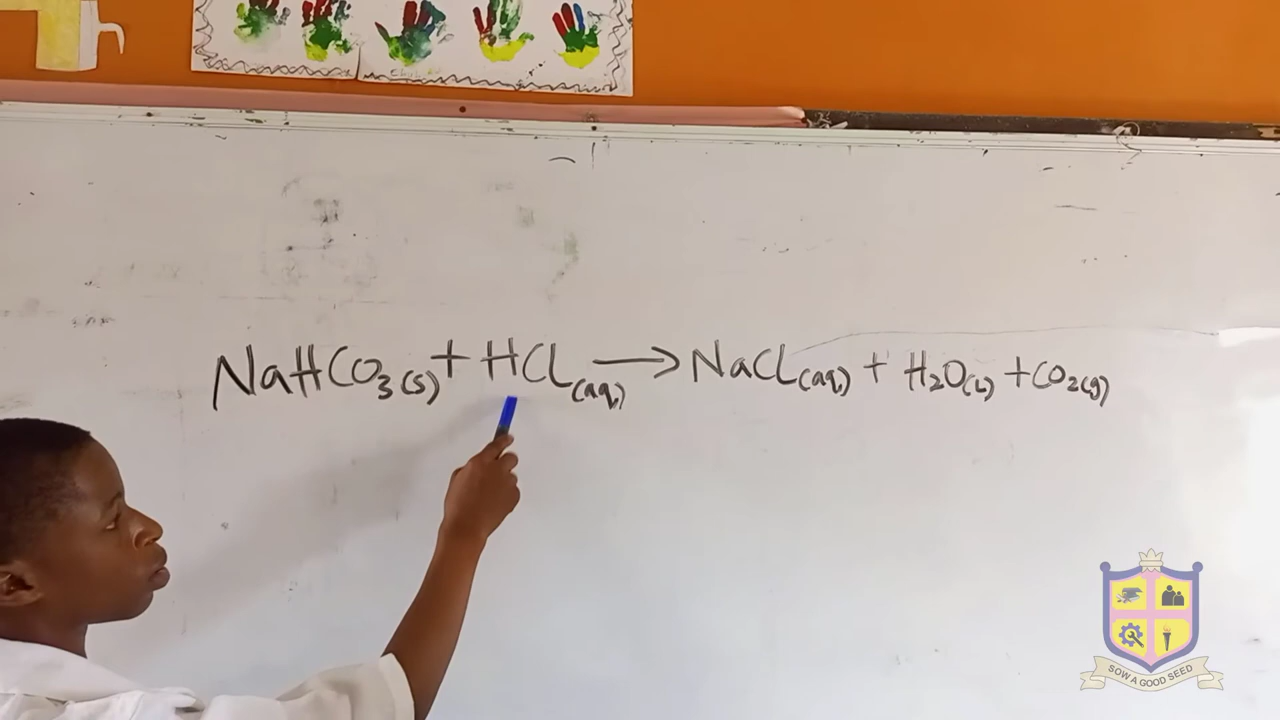 NaHCO₃(s) + HCl(aq) → NaCl(aq) + H₂O(l) + CO₂(g)
SOW A GOOD SEED